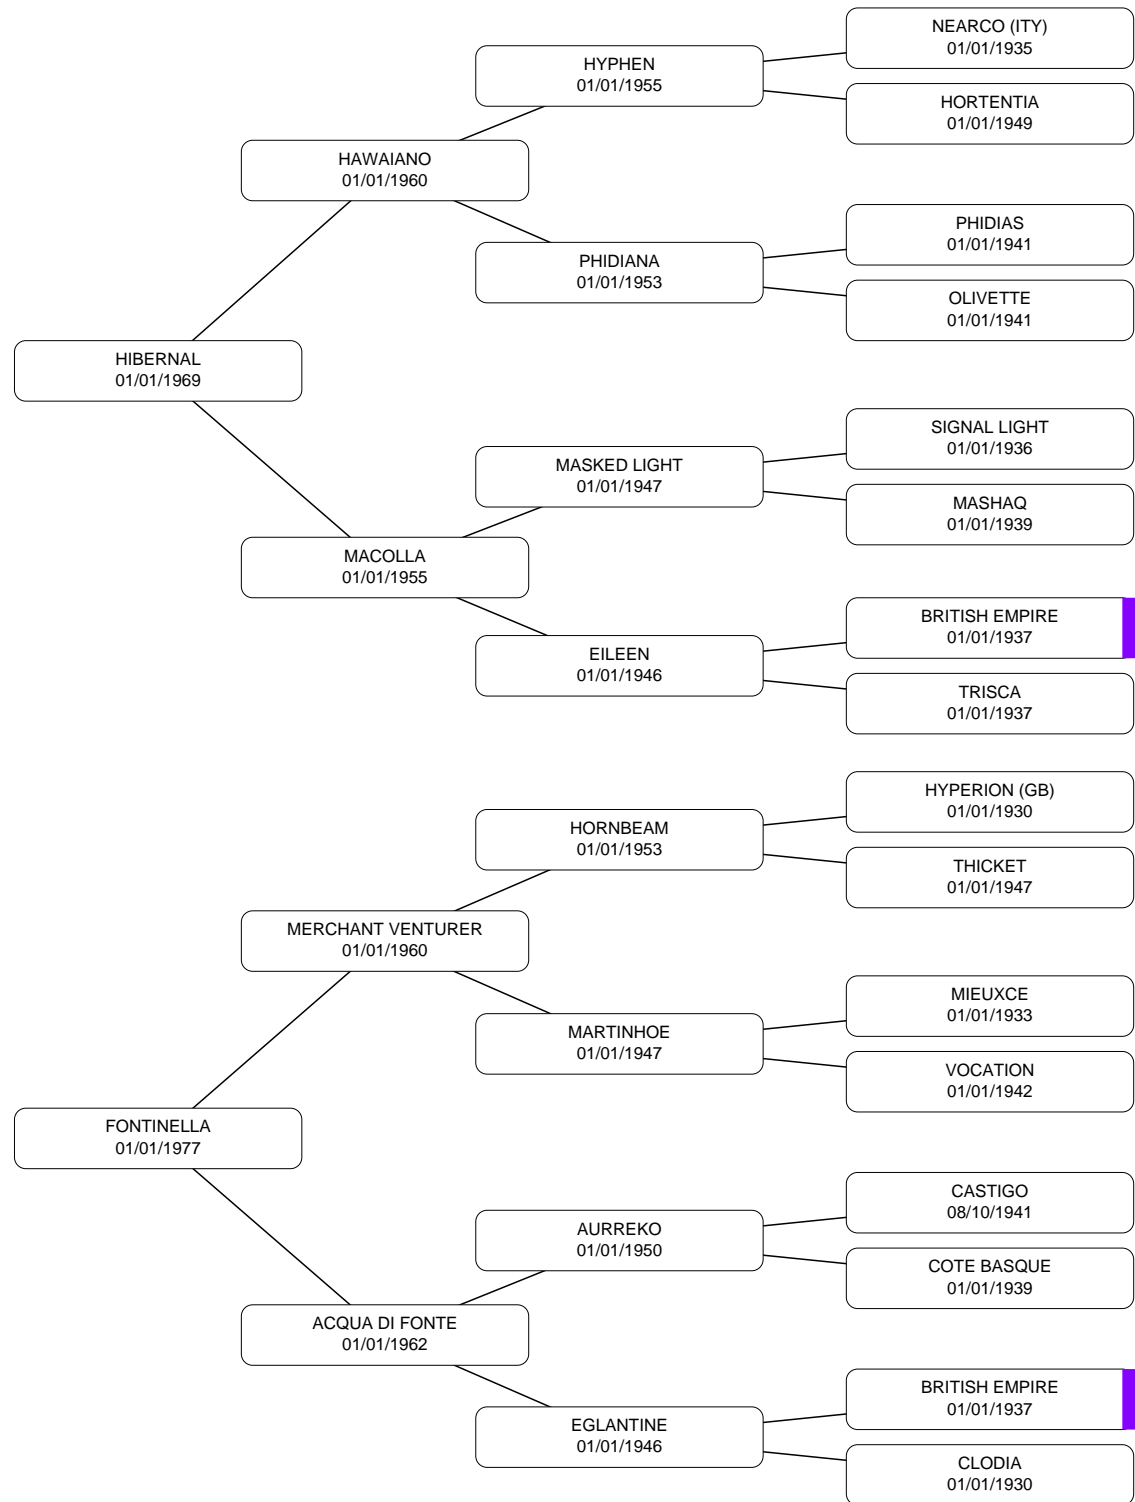 NEARCO (ITY)
01/01/1935
HYPHEN
01/01/1955
HORTENTIA
01/01/1949
HAWAIANO
01/01/1960
PHIDIAS
01/01/1941
PHIDIANA
01/01/1953
OLIVETTE
01/01/1941
HIBERNAL
01/01/1969
SIGNAL LIGHT
01/01/1936
MASKED LIGHT
01/01/1947
MASHAQ
01/01/1939
MACOLLA
01/01/1955
BRITISH EMPIRE
01/01/1937
EILEEN
01/01/1946
TRISCA
01/01/1937
HYPERION (GB)
01/01/1930
HORNBEAM
01/01/1953
THICKET
01/01/1947
MERCHANT VENTURER
01/01/1960
MIEUXCE
01/01/1933
MARTINHOE
01/01/1947
VOCATION
01/01/1942
FONTINELLA
01/01/1977
CASTIGO
08/10/1941
AURREKO
01/01/1950
COTE BASQUE
01/01/1939
ACQUA DI FONTE
01/01/1962
BRITISH EMPIRE
01/01/1937
EGLANTINE
01/01/1946
CLODIA
01/01/1930